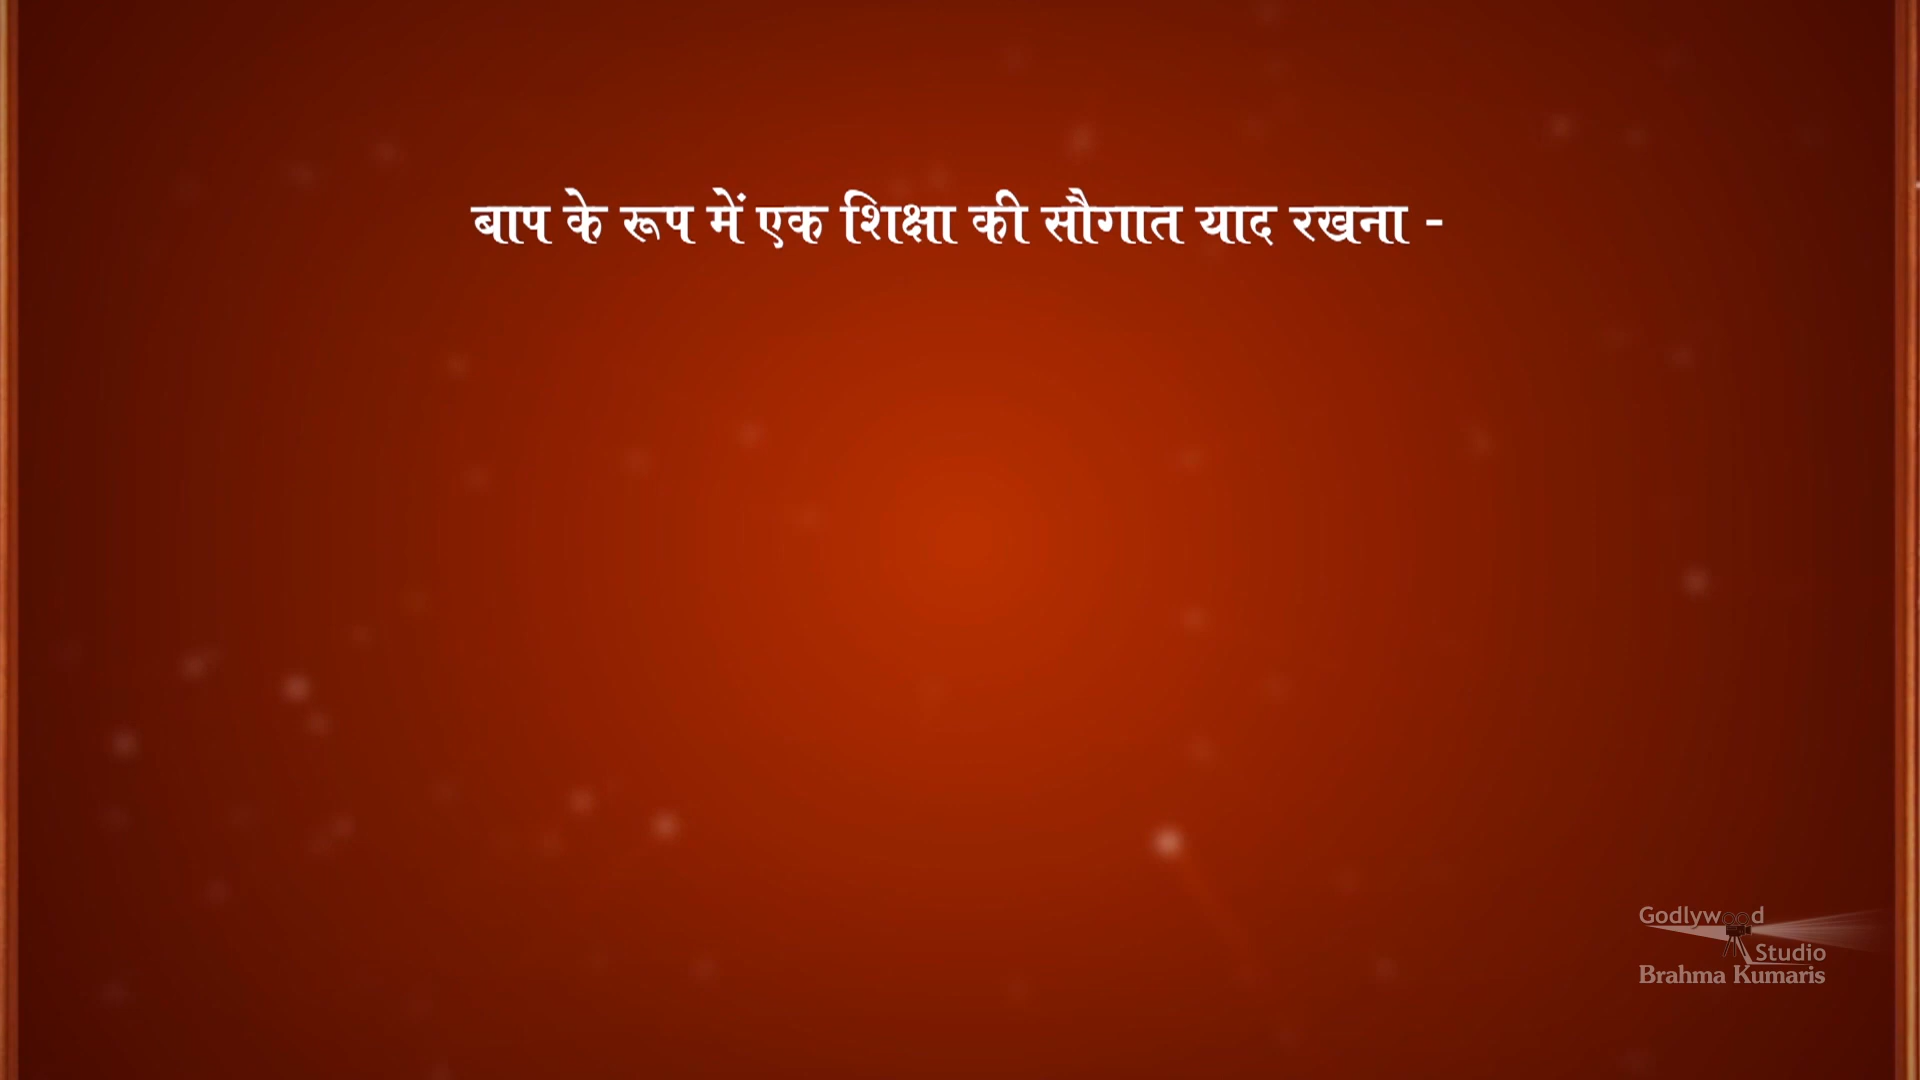 बाप के रूप में एक शिक्षा की सौगात याद रखना -
Godlywood
Studio
Brahma Kumaris